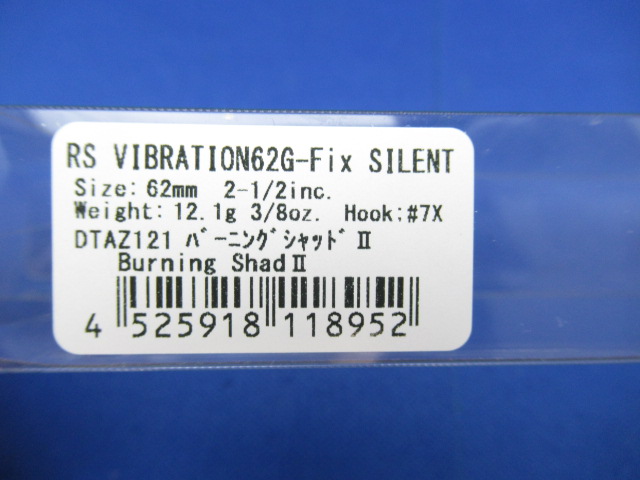 RS VIBRATION62G-Fix SILENT
Size: 62mm 2-1/2inc.
Weight: 12.1g 3/8oz. Hook:#7X
DTAZ121 ﾊﾞｰﾆﾝｸﾞｼｬｯﾄﾞⅡ
Burning ShadⅡ
4 525918 118952